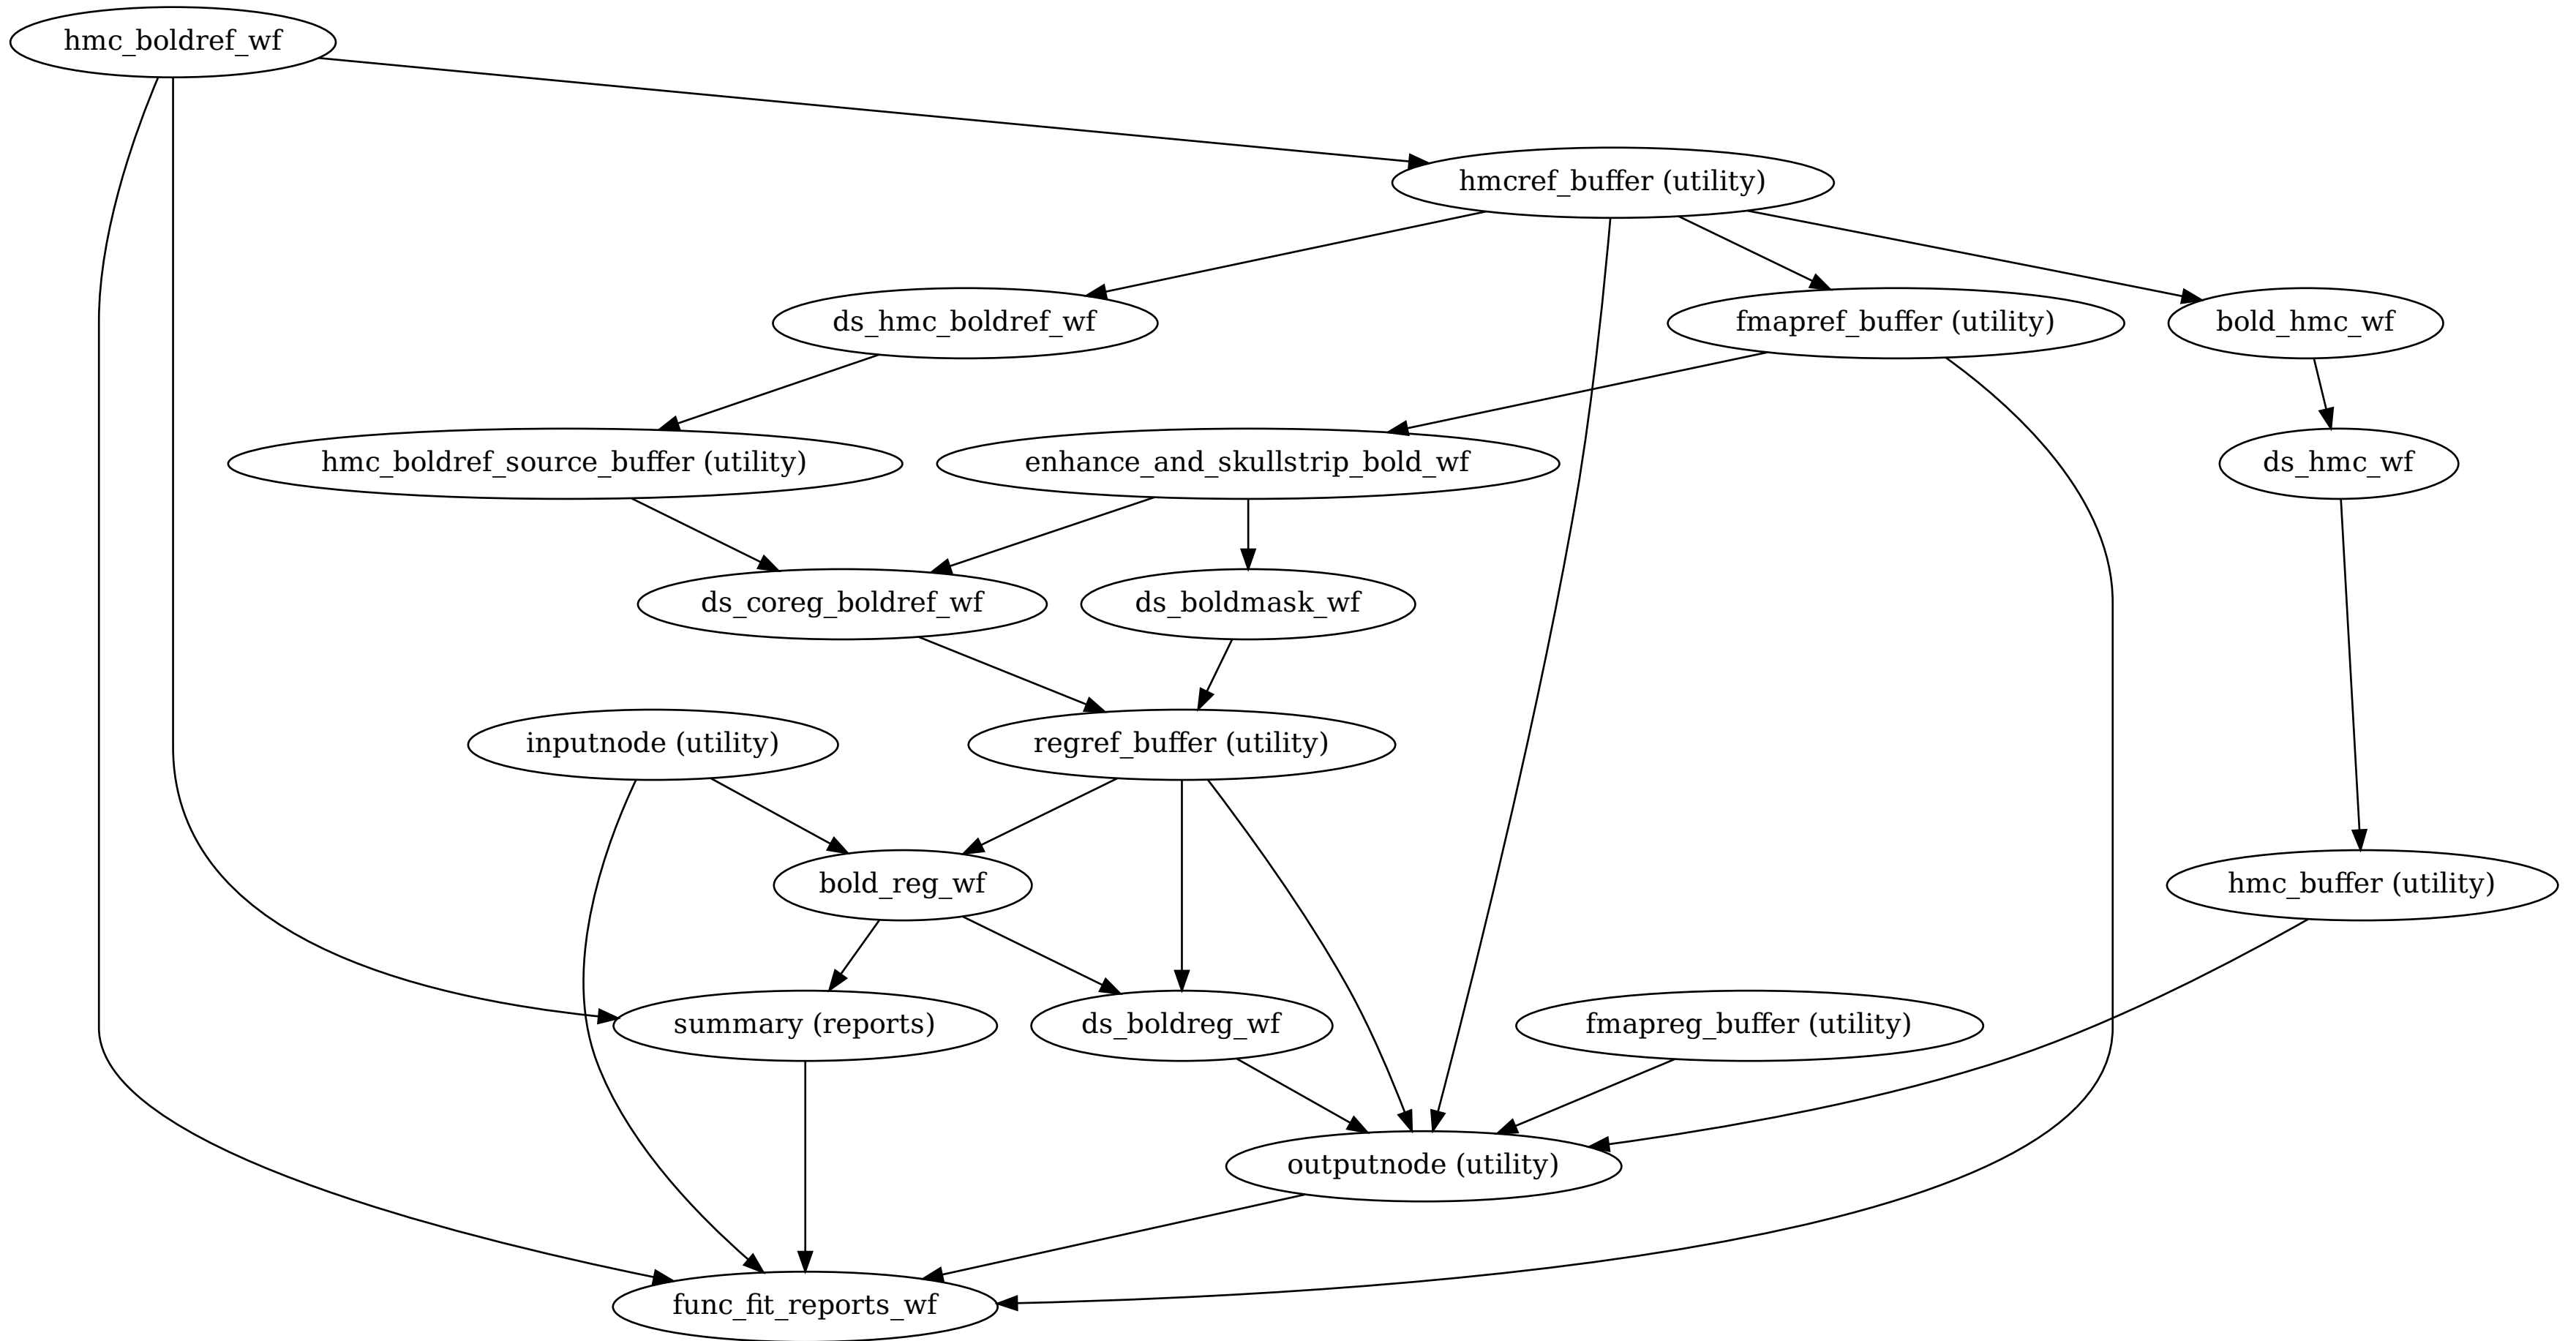 hmc_boldref_wf
hmcref_buffer (utility)
ds_hmc_boldref_wf
fmapref_buffer (utility)
bold_hmc_wf
hmc_boldref_source_buffer (utility)
enhance_and_skullstrip_bold_wf
ds_hmc_wf
ds_coreg_boldref_wf
ds_boldmask_wf
inputnode (utility)
regref_buffer (utility)
bold_reg_wf
hmc_buffer (utility)
summary (reports)
ds_boldreg_wf
fmapreg_buffer (utility)
outputnode (utility)
func_fit_reports_wf